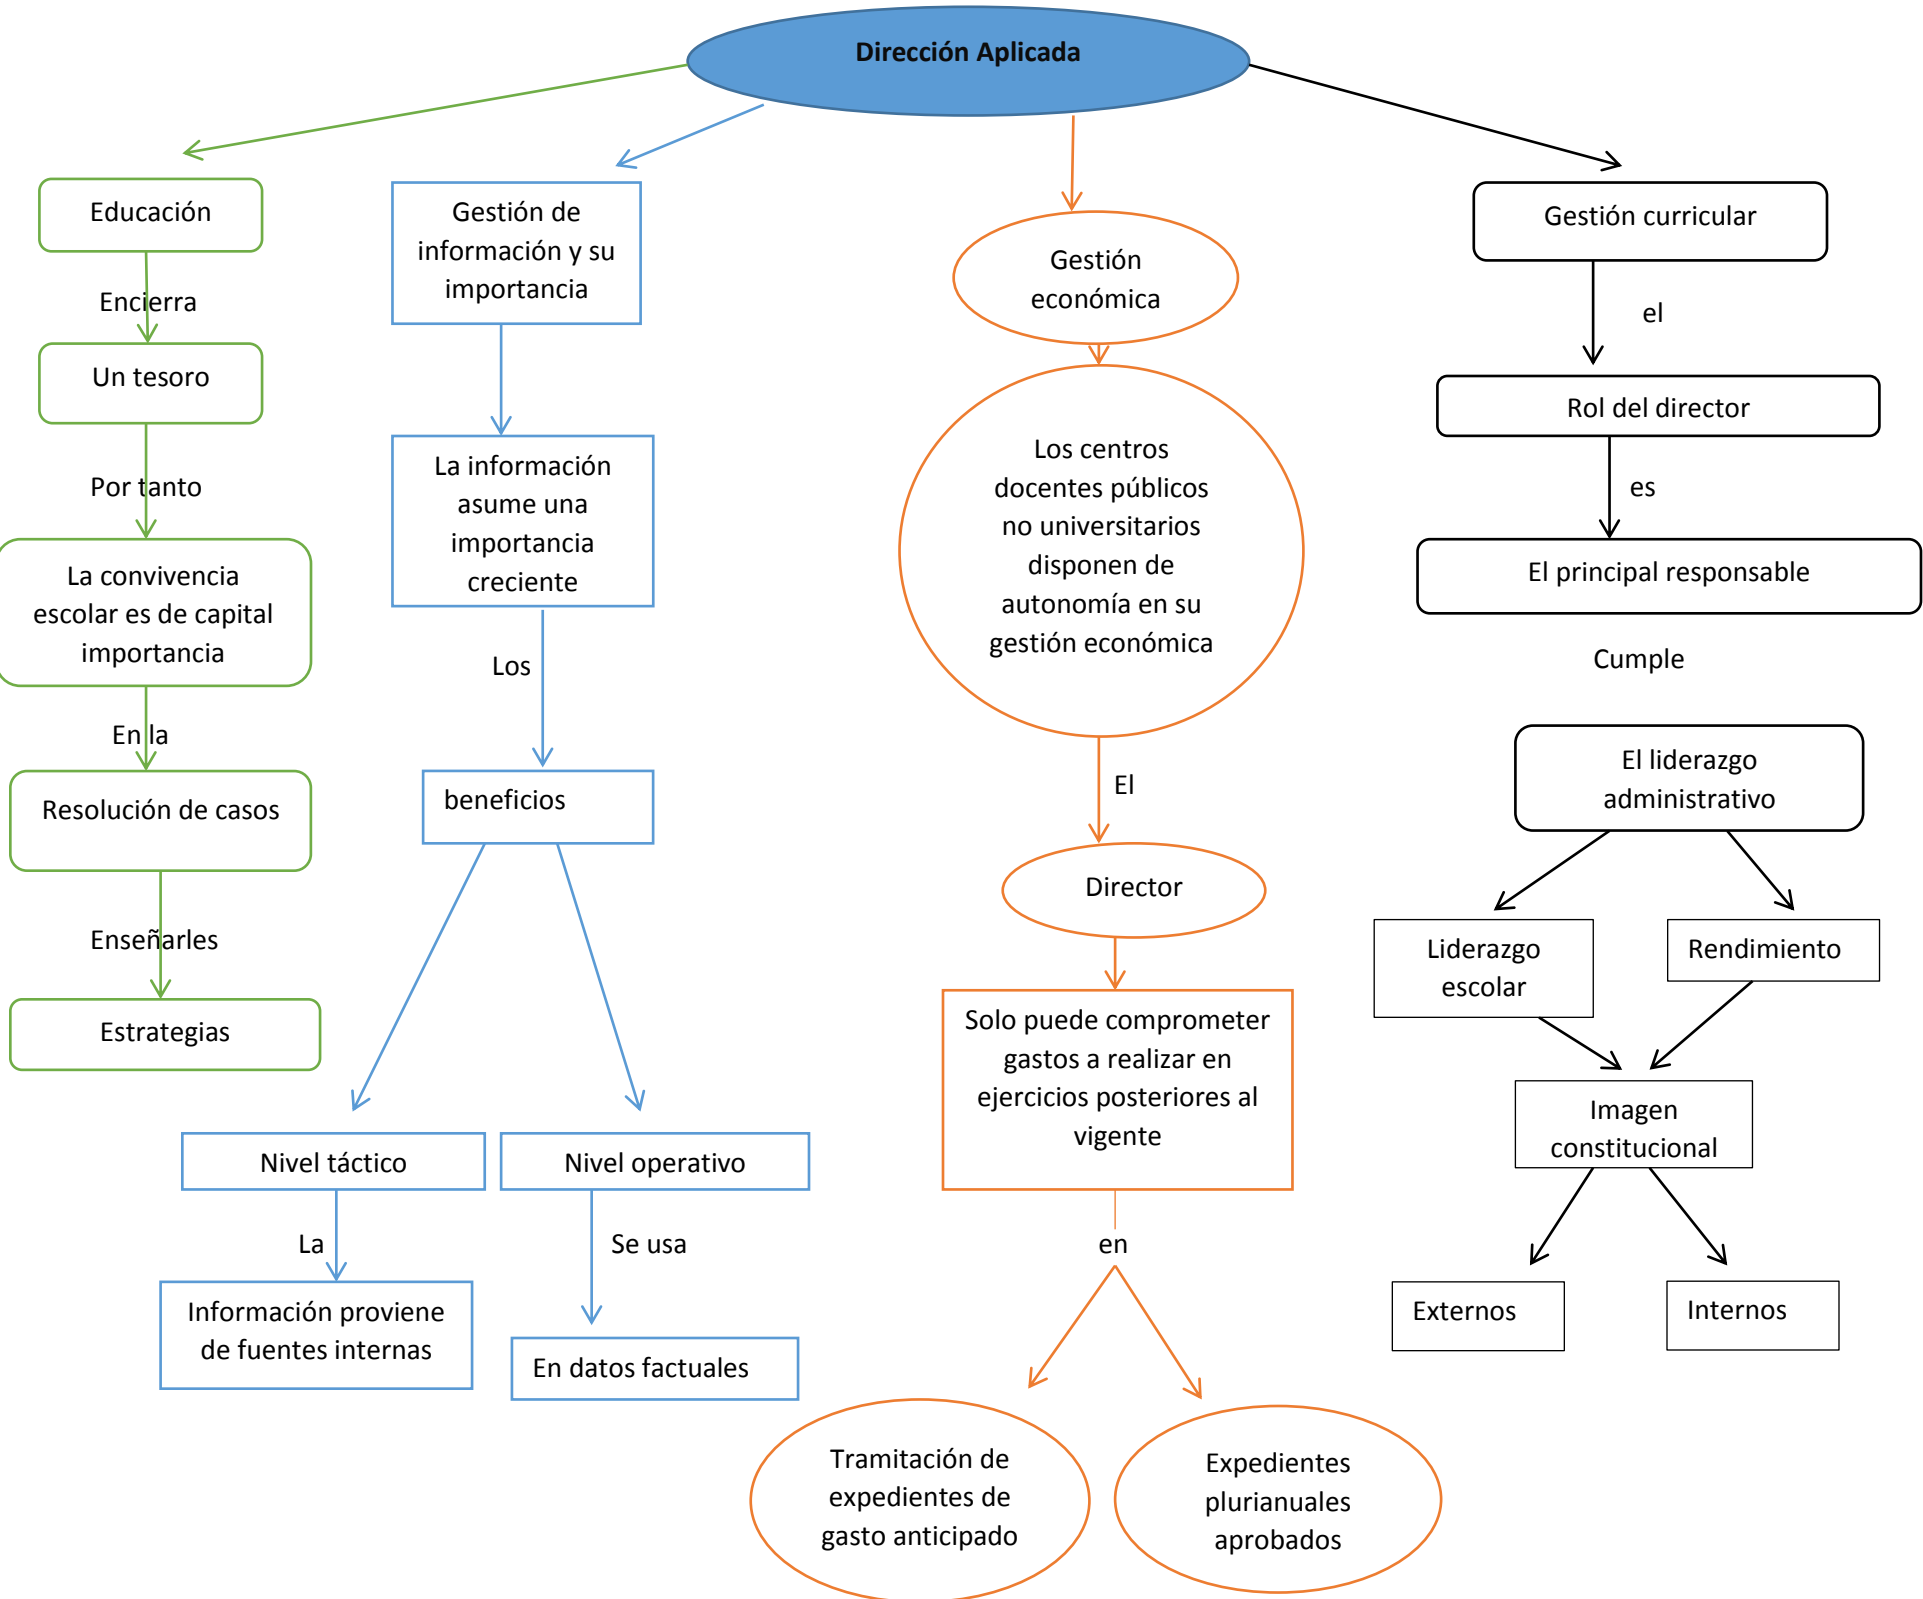 Dirección Aplicada
Educación
Encierra
Un tesoro
Por tanto
La convivencia
escolar es de capital
importancia
En la
Resolución de casos
Enseñarles
Estrategias
Gestión de
información y su
importancia
La información
asume una
importancia
creciente
Los
beneficios
Nivel táctico
La
Información proviene
de fuentes internas
Nivel operativo
Se usa
En datos factuales
Gestión
económica
Los centros
docentes públicos
no universitarios
disponen de
autonomía en su
gestión económica
El
Director
Solo puede comprometer
gastos a realizar en
ejercicios posteriores al
vigente
en
Tramitación de
expedientes de
gasto anticipado
Expedientes
plurianuales
aprobados
Gestión curricular
el
Rol del director
es
El principal responsable
Cumple
El liderazgo
administrativo
Liderazgo
escolar
Rendimiento
Imagen
constitucional
Externos
Internos